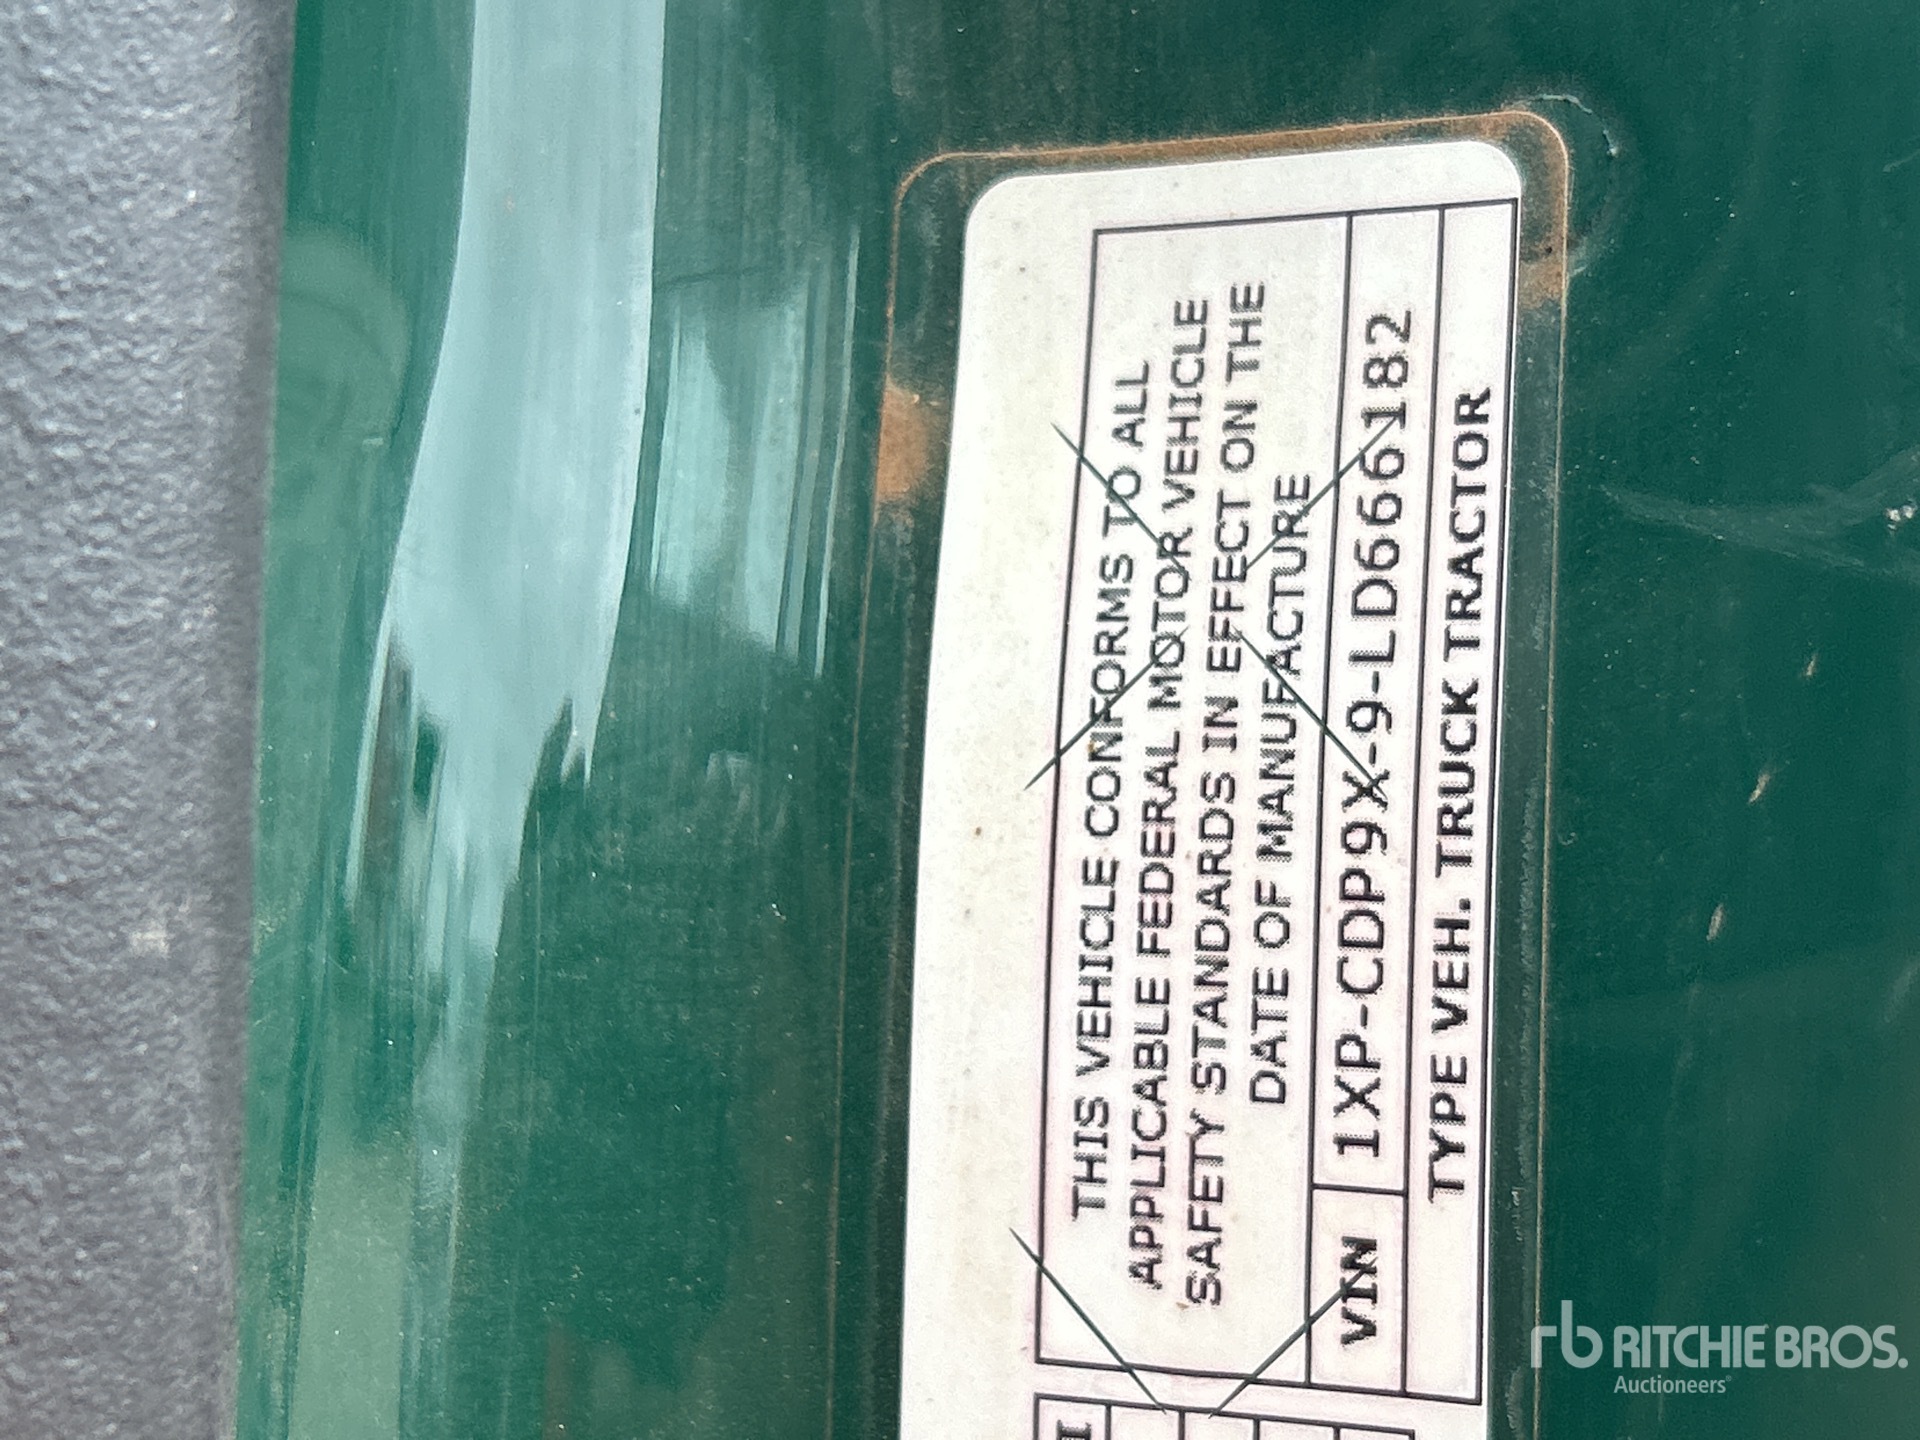 THIS VEHICLE CONFORMS TO ALL
APPLICABLE FEDERAL MOTOR VEHICLE
SAFETY STANDARDS IN EFFECT ON THE
DATE OF MANUFACTURE
VIN 1XP-CDP9X-9-LD666182
TYPE VEH. TRUCK TRACTOR
rb RITCHIE BROS.
Auctioneers